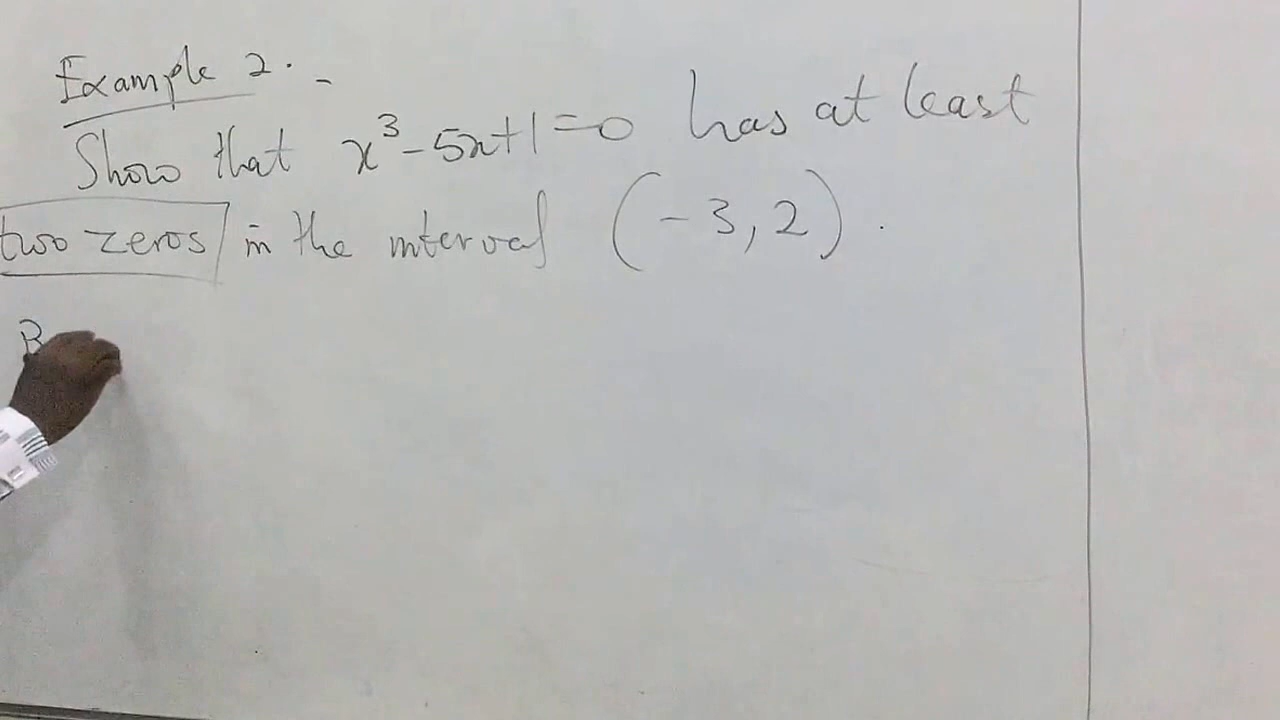 Example 2. -
Show that x³-5x+1=0 has at least
two zeros in the interval (-3, 2).
B